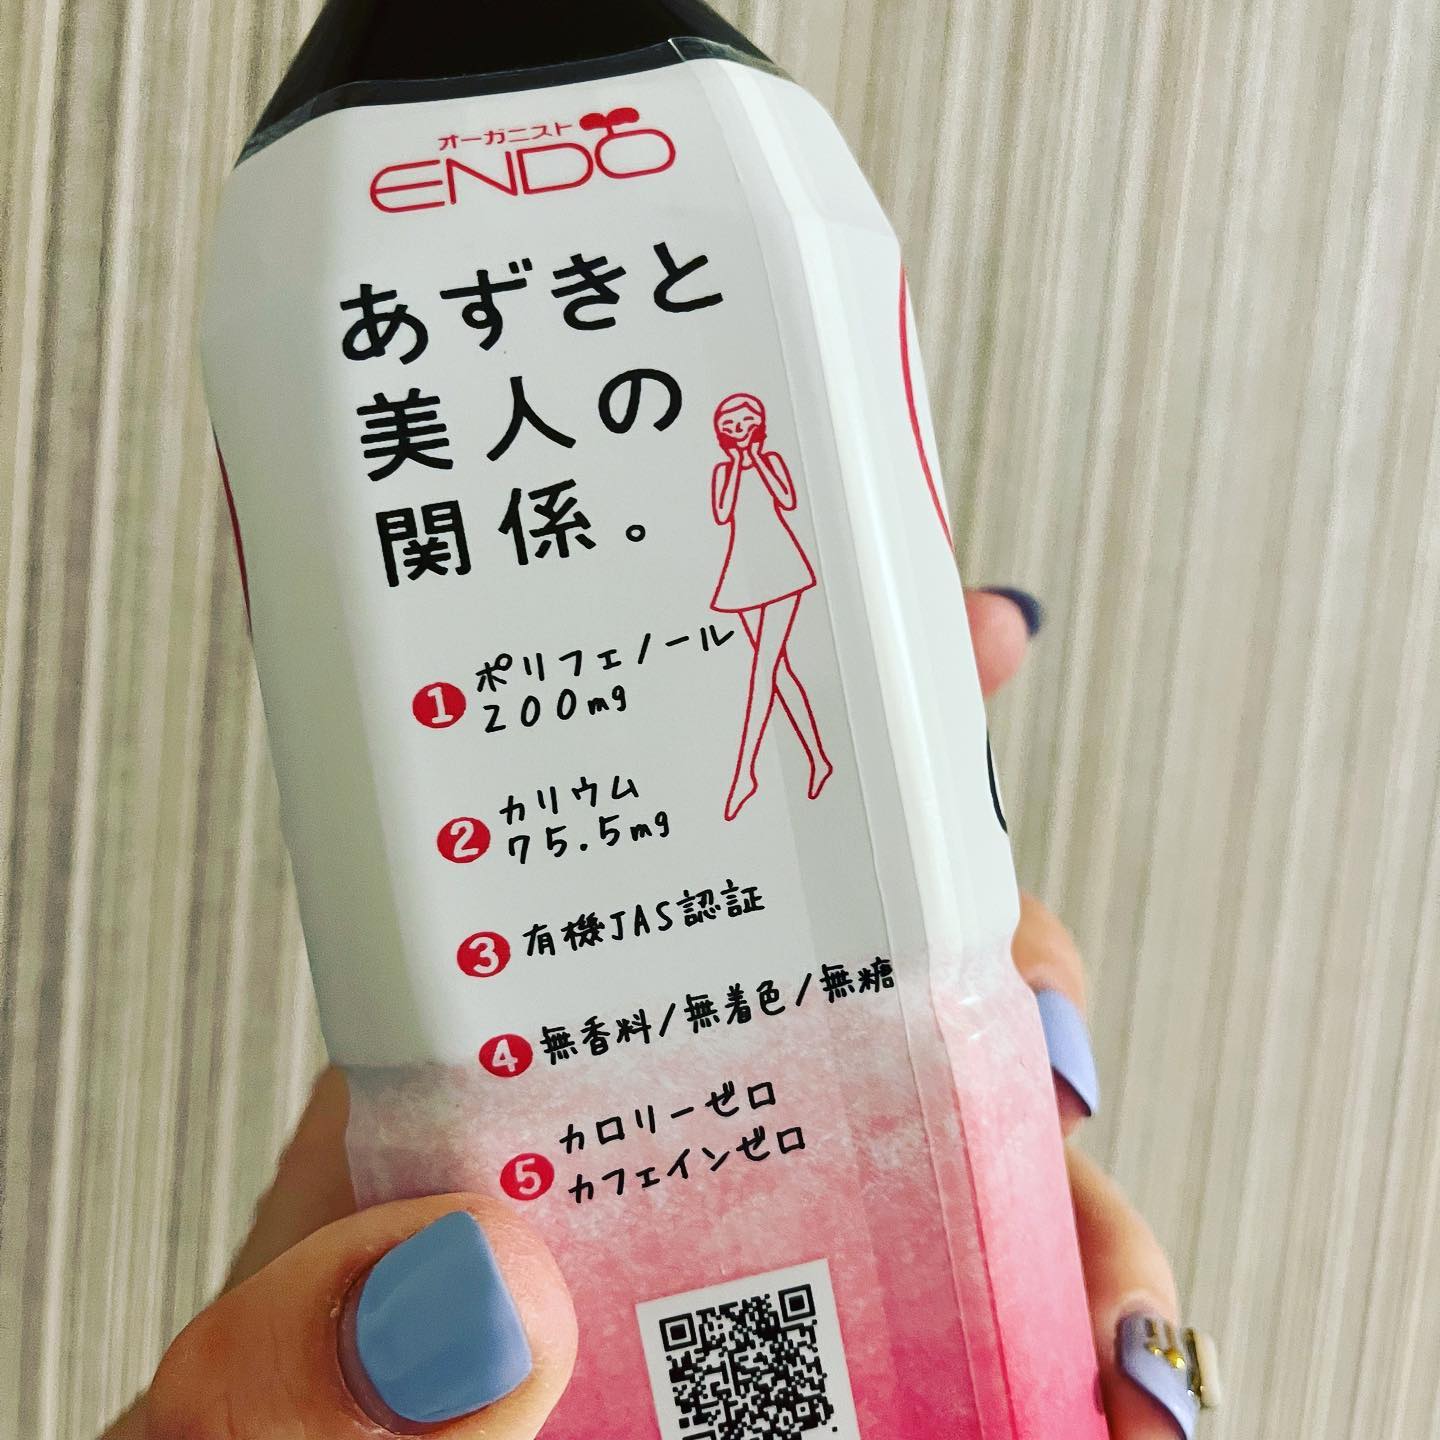 オーガニスト
ENDO
あずきと
美人の
関係。
1 ポリフェノール
200mg
2 カリウム
75.5mg
3 有機JAS認証
4 無香料/無着色/無糖
5 カロリーゼロ
カフェインゼロ